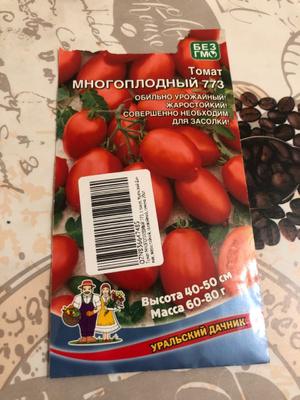 БЕЗ
ГМО
Томат
МНОГОПЛОДНЫЙ 773
ОБИЛЬНО УРОЖАЙНЫЙ!
ЖАРОСТОЙКИЙ!
СОВЕРШЕННО НЕОБХОДИМ
ДЛЯ ЗАСОЛКИ!
Высота 40-50 см
Масса 60-80 г
УРАЛЬСКИЙ ДАЧНИК